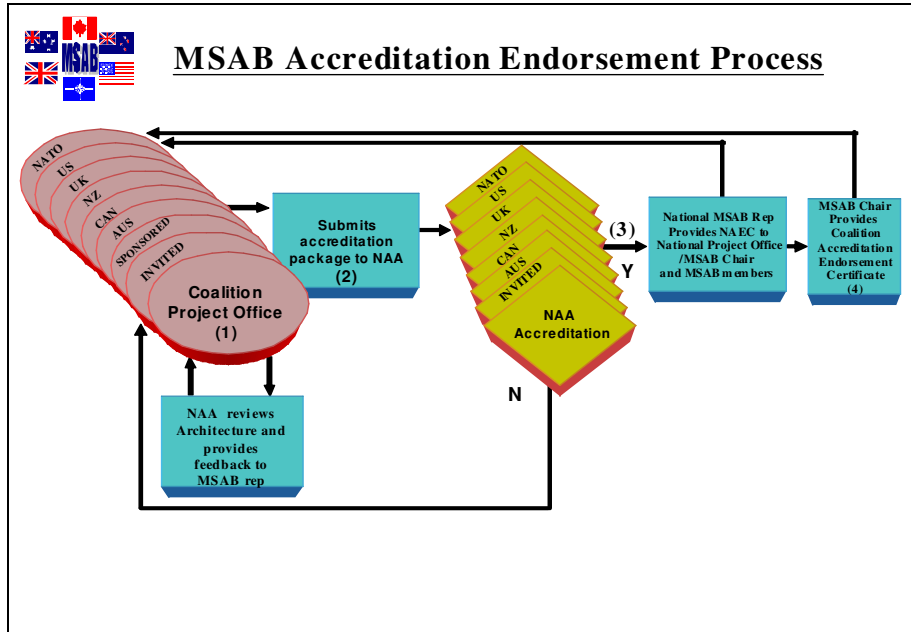 MSAB
MSAB Accreditation Endorsement Process
NATO
US
UK
NZ
CAN
AUS
SPONSORED
INVITED
Coalition
Project Office
(1)
Submits
accreditation
package to NAA
(2)
NAA reviews
Architecture and
provides
feedback to
MSAB rep
NATO
US
UK
NZ
CAN
AUS
INVITED
NAA
Accreditation
(3)
Y
N
National MSAB Rep
Provides NAEC to
National Project Office
/MSAB Chair
and MSAB members
MSAB Chair
Provides
Coalition
Accreditation
Endorsement
Certificate
(4)